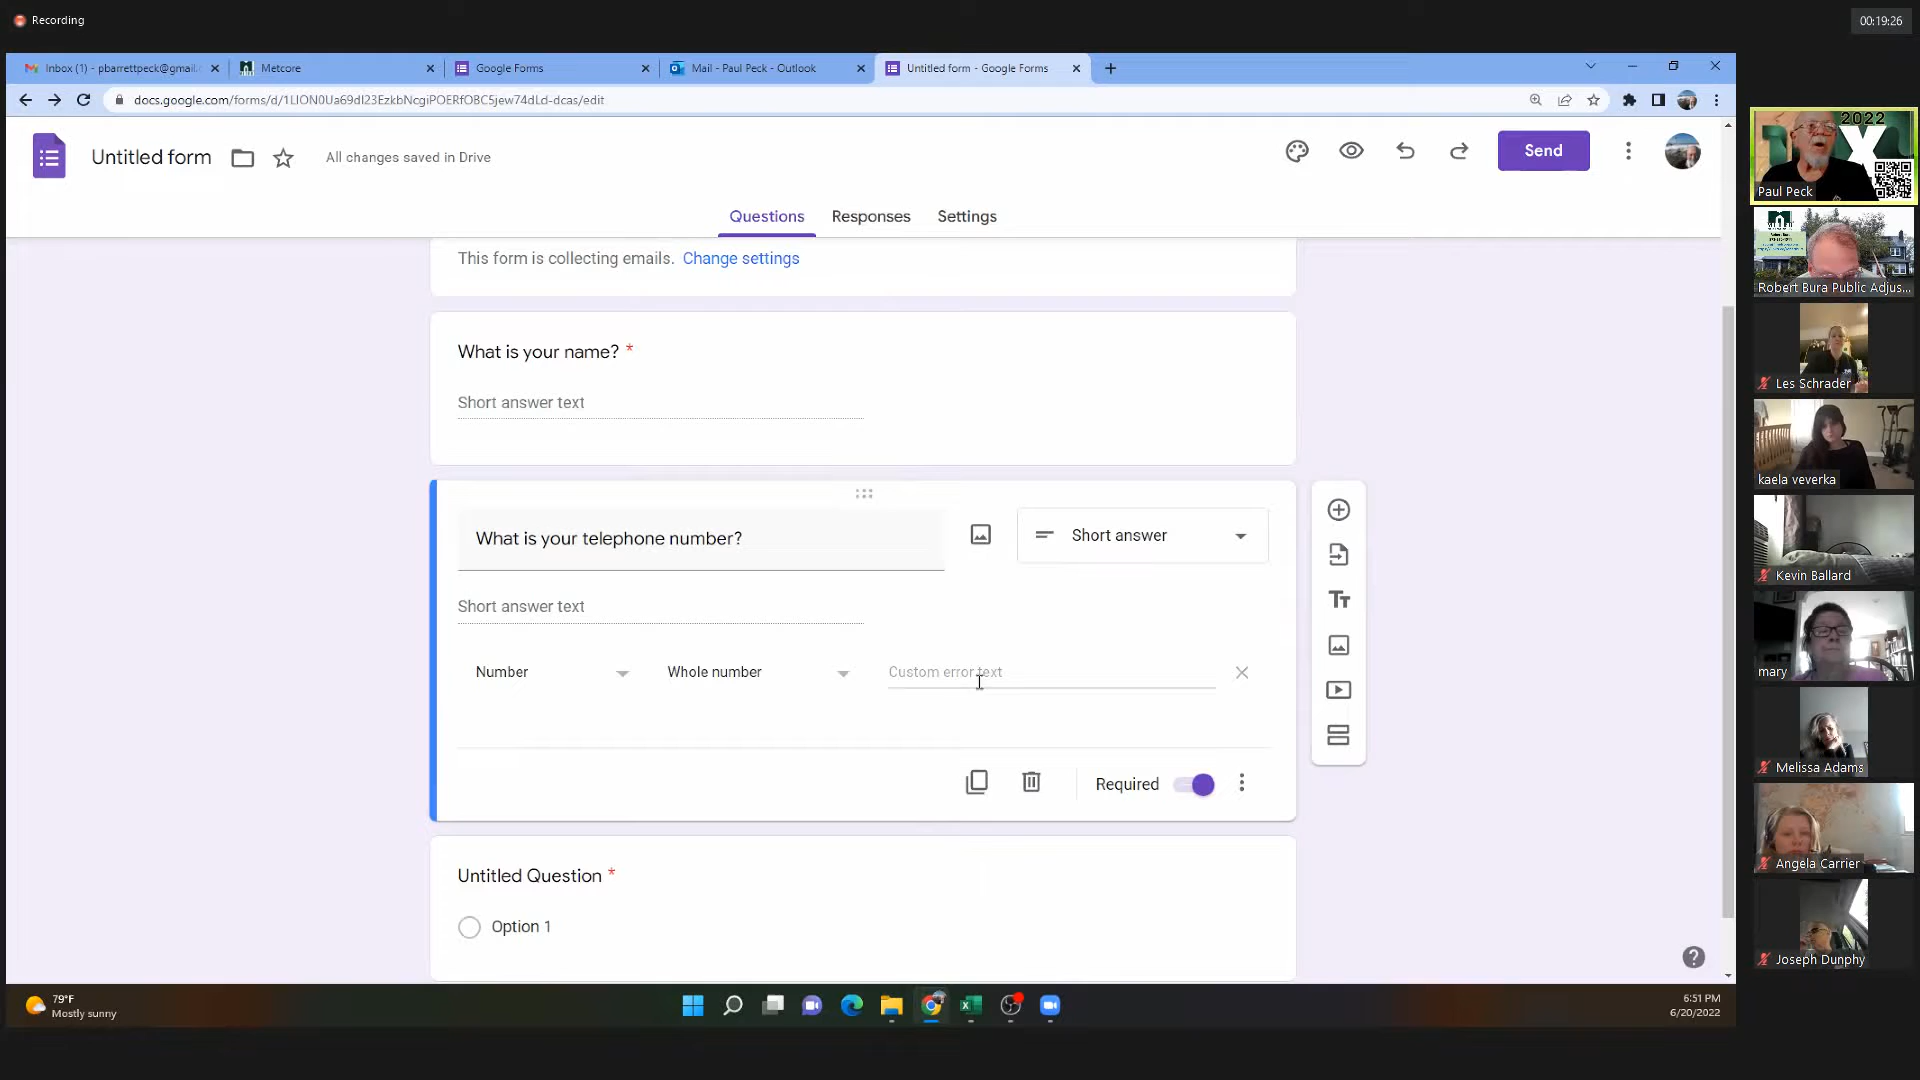 Recording
00:19:26
Inbox (1) - pbarrettpeck@gmail.
Metcore
Google Forms
Mail - Paul Peck - Outlook
Untitled form - Google Forms
docs.google.com/forms/d/1LION0Ua69dI23EzkbNcgiPOERfOBC5jew74dLd-dcas/edit
Untitled form
All changes saved in Drive
Send
Questions
Responses
Settings
This form is collecting emails. Change settings
What is your name? *
Short answer text
What is your telephone number?
Short answer
Short answer text
Number
Whole number
Custom error text
Required
Untitled Question *
Option 1
2022
Paul Peck
Robert Bura Public Adjus...
Les Schrader
kaela veverka
Kevin Ballard
mary
Melissa Adams
Angela Carrier
Joseph Dunphy
79°F
Mostly sunny
6:51 PM
6/20/2022